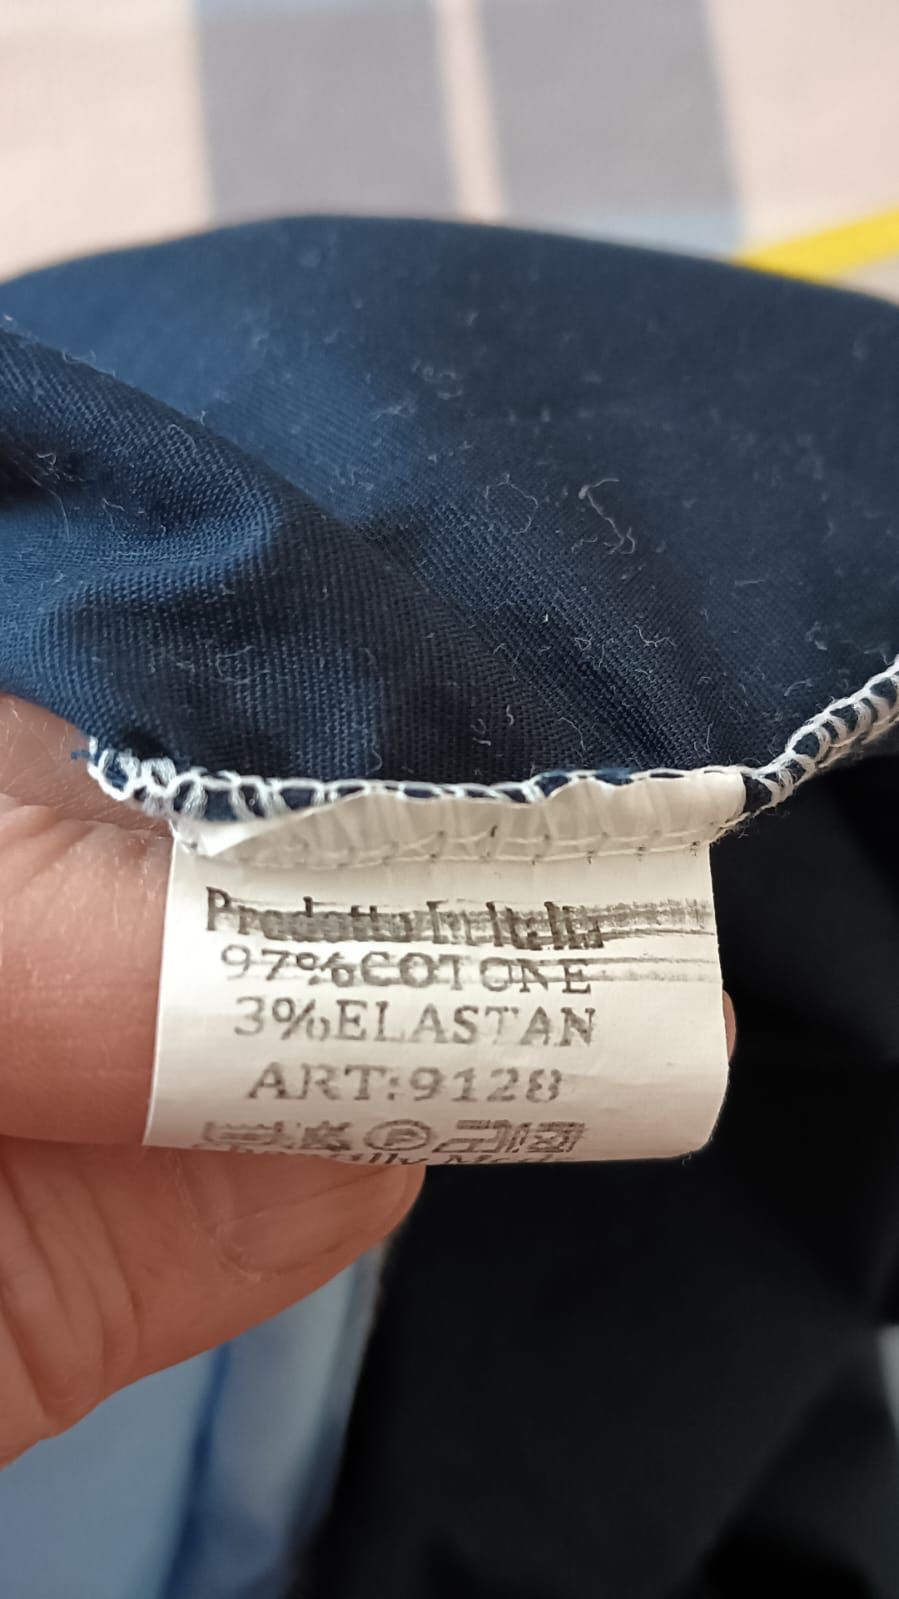 Prodotto In Italia
97%COTONE
3%ELASTAN
ART:9128
P